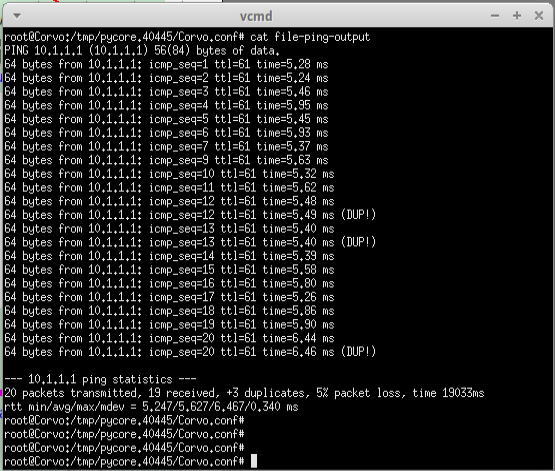 vcmd
root@Corvo:/tmp/pycore.40445/Corvo.conf# cat file-ping-output
PING 10.1.1.1 (10.1.1.1) 56(84) bytes of data.
64 bytes from 10.1.1.1: icmp_seq=1 ttl=61 time=5.28 ms
64 bytes from 10.1.1.1: icmp_seq=2 ttl=61 time=5.24 ms
64 bytes from 10.1.1.1: icmp_seq=3 ttl=61 time=5.46 ms
64 bytes from 10.1.1.1: icmp_seq=4 ttl=61 time=5.95 ms
64 bytes from 10.1.1.1: icmp_seq=5 ttl=61 time=5.45 ms
64 bytes from 10.1.1.1: icmp_seq=6 ttl=61 time=5.93 ms
64 bytes from 10.1.1.1: icmp_seq=7 ttl=61 time=5.37 ms
64 bytes from 10.1.1.1: icmp_seq=9 ttl=61 time=5.63 ms
64 bytes from 10.1.1.1: icmp_seq=10 ttl=61 time=5.32 ms
64 bytes from 10.1.1.1: icmp_seq=11 ttl=61 time=5.62 ms
64 bytes from 10.1.1.1: icmp_seq=12 ttl=61 time=5.48 ms
64 bytes from 10.1.1.1: icmp_seq=12 ttl=61 time=5.49 ms (DUP!)
64 bytes from 10.1.1.1: icmp_seq=13 ttl=61 time=5.40 ms
64 bytes from 10.1.1.1: icmp_seq=13 ttl=61 time=5.40 ms (DUP!)
64 bytes from 10.1.1.1: icmp_seq=14 ttl=61 time=5.39 ms
64 bytes from 10.1.1.1: icmp_seq=15 ttl=61 time=5.58 ms
64 bytes from 10.1.1.1: icmp_seq=16 ttl=61 time=5.80 ms
64 bytes from 10.1.1.1: icmp_seq=17 ttl=61 time=5.26 ms
64 bytes from 10.1.1.1: icmp_seq=18 ttl=61 time=5.86 ms
64 bytes from 10.1.1.1: icmp_seq=19 ttl=61 time=5.90 ms
64 bytes from 10.1.1.1: icmp_seq=20 ttl=61 time=6.44 ms
64 bytes from 10.1.1.1: icmp_seq=20 ttl=61 time=6.46 ms (DUP!)
--- 10.1.1.1 ping statistics ---
20 packets transmitted, 19 received, +3 duplicates, 5% packet loss, time 19033ms
rtt min/avg/max/mdev = 5.247/5.627/6.467/0.340 ms
root@Corvo:/tmp/pycore.40445/Corvo.conf#
root@Corvo:/tmp/pycore.40445/Corvo.conf#
root@Corvo:/tmp/pycore.40445/Corvo.conf#
root@Corvo:/tmp/pycore.40445/Corvo.conf#